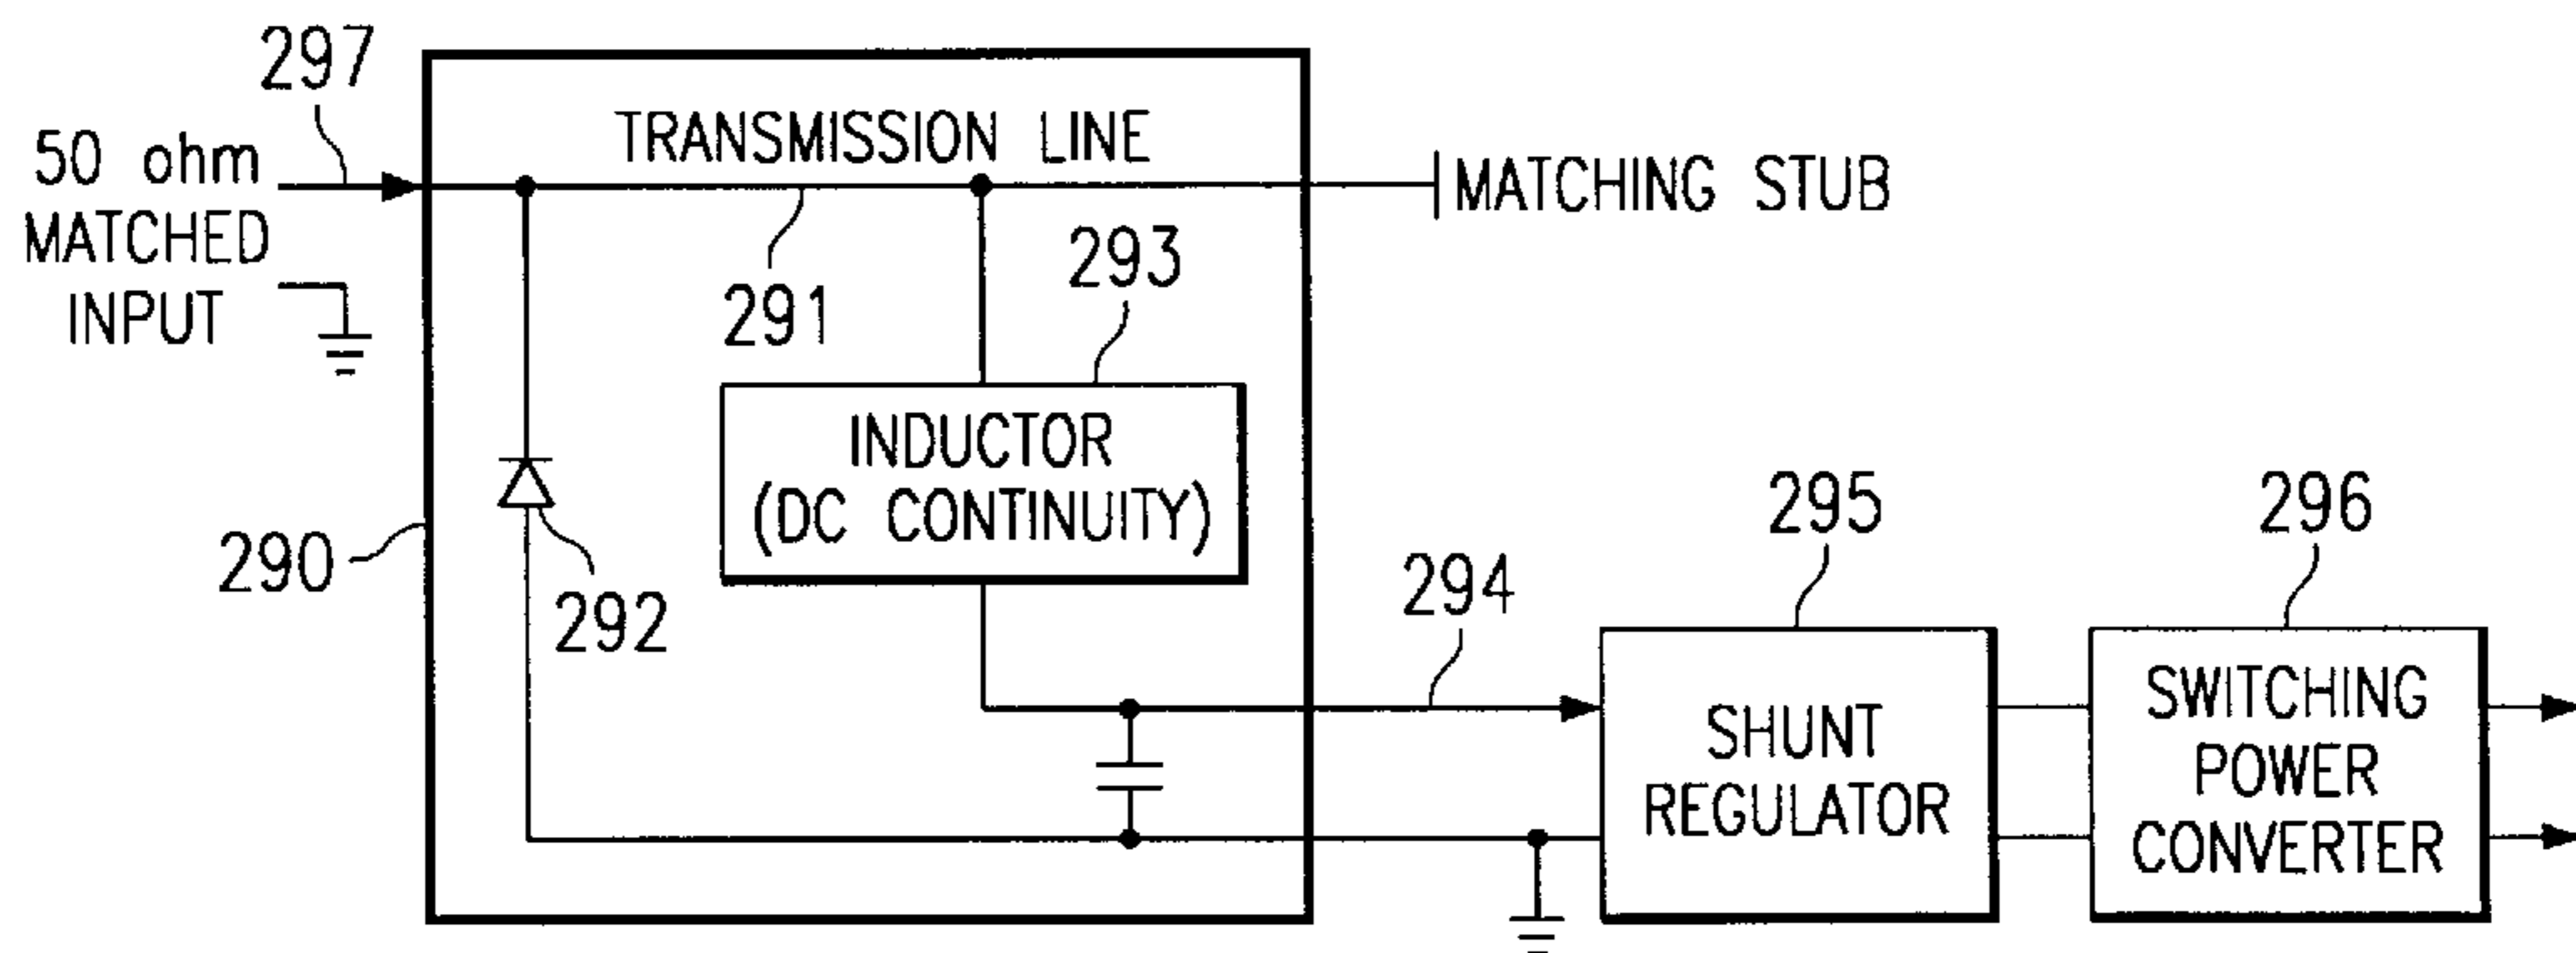 297
50 ohm
MATCHED
INPUT
TRANSMISSION LINE
MATCHING STUB
291
293
INDUCTOR
(DC CONTINUITY)
290
292
294
295
SHUNT
REGULATOR
296
SWITCHING
POWER
CONVERTER